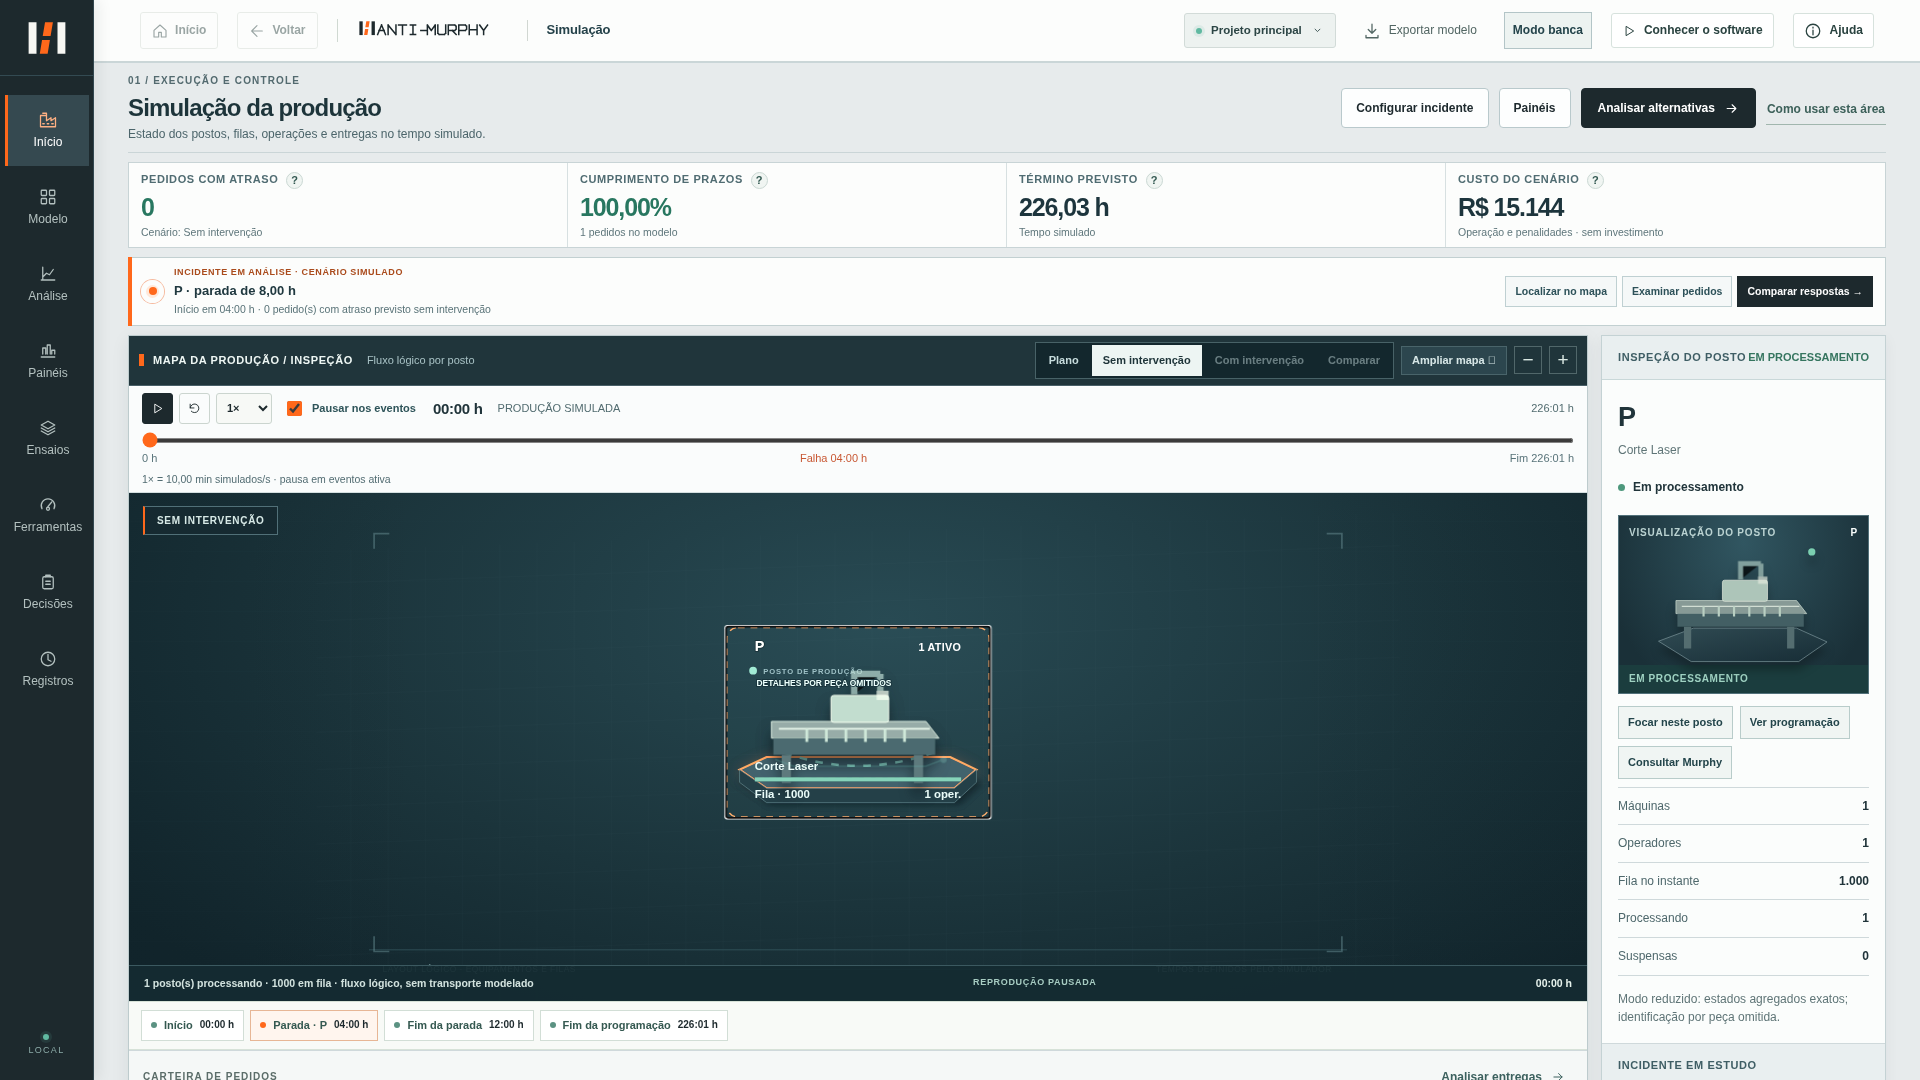 Início
Voltar
ANTI-MURPHY
Simulação
Projeto principal
Exportar modelo
Modo banca
Conhecer o software
Ajuda
Início
Modelo
Análise
Painéis
Ensaios
Ferramentas
Decisões
Registros
LOCAL
01 / EXECUÇÃO E CONTROLE
Simulação da produção
Estado dos postos, filas, operações e entregas no tempo simulado.
Configurar incidente
Painéis
Analisar alternativas →
Como usar esta área
PEDIDOS COM ATRASO ?
0
Cenário: Sem intervenção
CUMPRIMENTO DE PRAZOS ?
100,00%
1 pedidos no modelo
TÉRMINO PREVISTO ?
226,03 h
Tempo simulado
CUSTO DO CENÁRIO ?
R$ 15.144
Operação e penalidades · sem investimento
INCIDENTE EM ANÁLISE · CENÁRIO SIMULADO
P · parada de 8,00 h
Início em 04:00 h · 0 pedido(s) com atraso previsto sem intervenção
Localizar no mapa
Examinar pedidos
Comparar respostas →
MAPA DA PRODUÇÃO / INSPEÇÃO Fluxo lógico por posto
Plano
Sem intervenção
Com intervenção
Comparar
Ampliar mapa
−
+
1×
Pausar nos eventos
00:00 h
PRODUÇÃO SIMULADA
226:01 h
0 h
Falha 04:00 h
Fim 226:01 h
1× = 10,00 min simulados/s · pausa em eventos ativa
SEM INTERVENÇÃO
P
1 ATIVO
POSTO DE PRODUÇÃO
DETALHES POR PEÇA OMITIDOS
Corte Laser
Fila · 1000
1 oper.
1 posto(s) processando · 1000 em fila · fluxo lógico, sem transporte modelado
REPRODUÇÃO PAUSADA
00:00 h
Início 00:00 h
Parada · P 04:00 h
Fim da parada 12:00 h
Fim da programação 226:01 h
CARTEIRA DE PEDIDOS
Analisar entregas →
INSPEÇÃO DO POSTO EM PROCESSAMENTO
P
Corte Laser
Em processamento
VISUALIZAÇÃO DO POSTO
P
EM PROCESSAMENTO
Focar neste posto
Ver programação
Consultar Murphy
Máquinas 1
Operadores 1
Fila no instante 1.000
Processando 1
Suspensas 0
Modo reduzido: estados agregados exatos;
identificação por peça omitida.
INCIDENTE EM ESTUDO